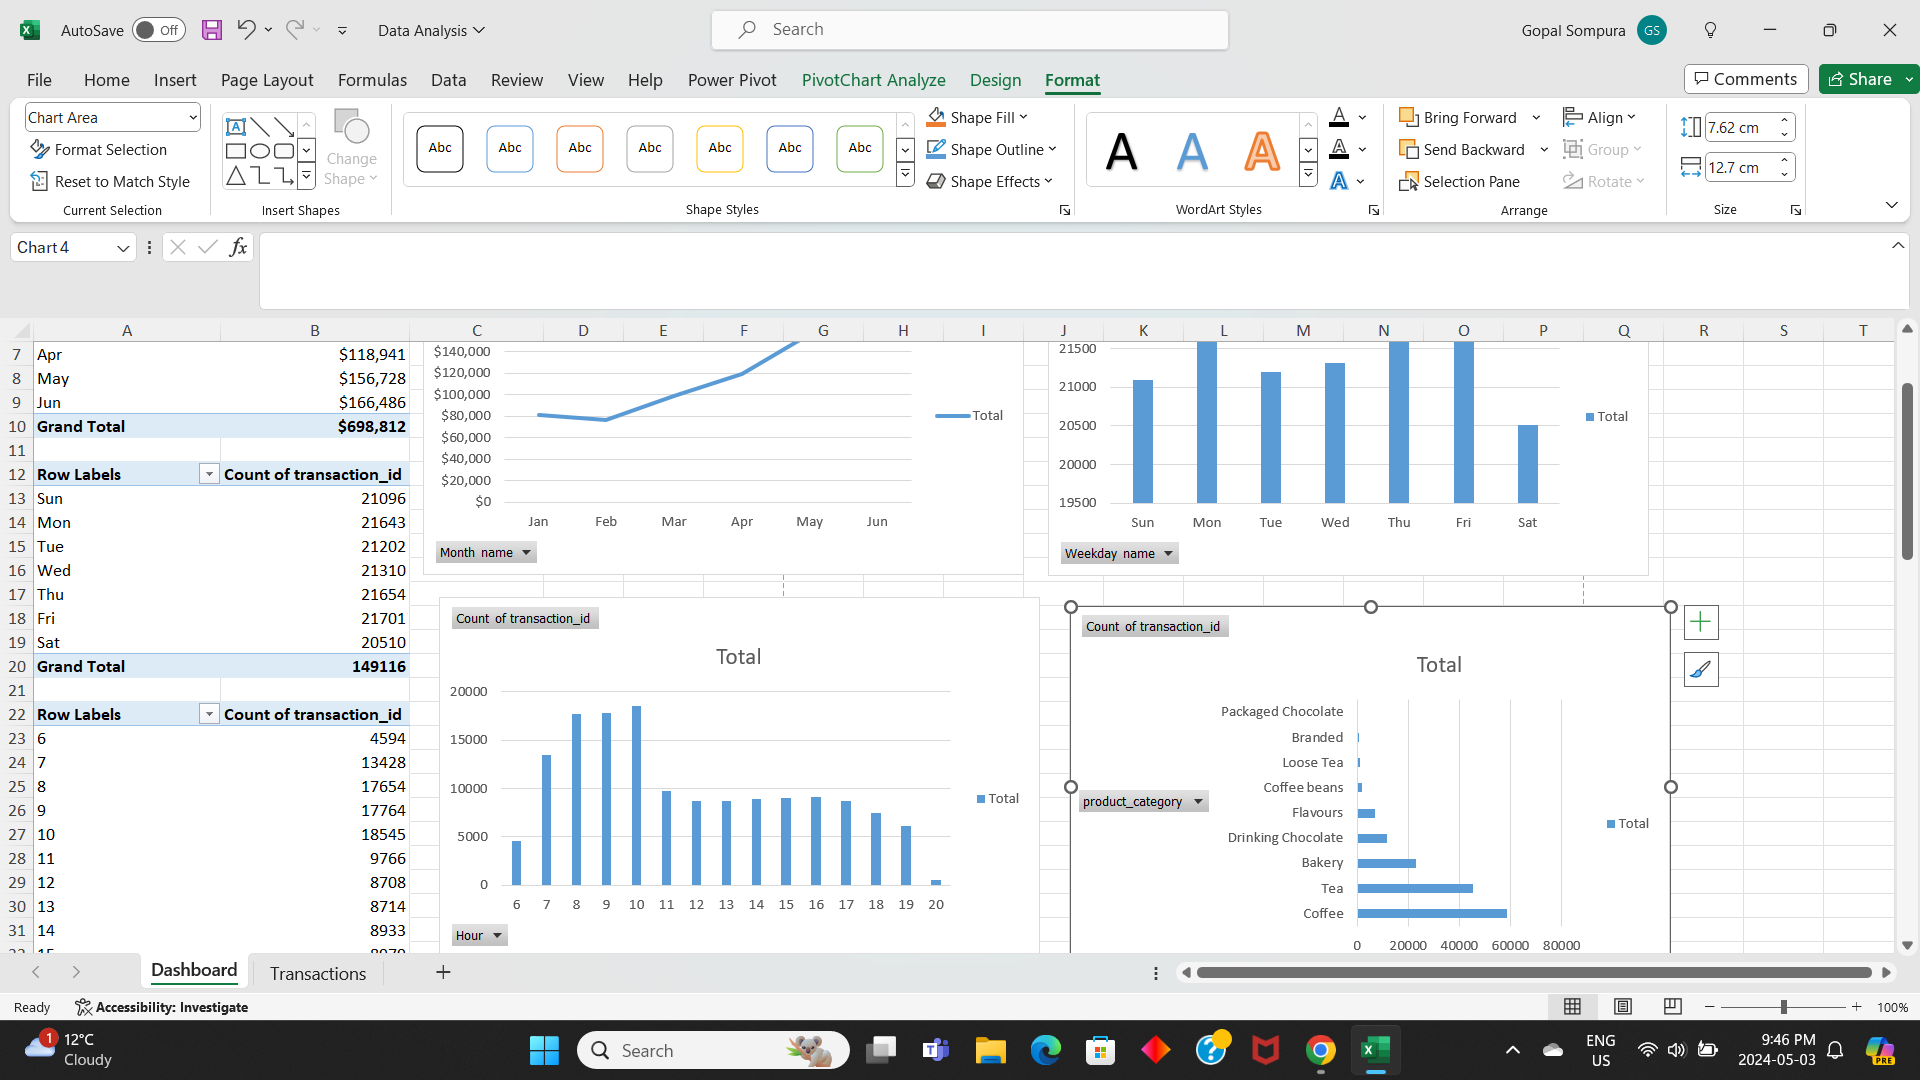 AutoSave Off Data Analysis Search Gopal Sompura GS
File Home Insert Page Layout Formulas Data Review View Help Power Pivot PivotChart Analyze Design Format Comments Share
Chart Area
Format Selection
Reset to Match Style
Current Selection
Change
Shape
Insert Shapes
Abc Abc Abc Abc Abc Abc Abc
Shape Styles
Shape Fill
Shape Outline
Shape Effects
A A A
WordArt Styles
Bring Forward
Send Backward
Selection Pane
Align
Group
Rotate
Arrange
7.62 cm
12.7 cm
Size
Chart 4 fx
A B C D E F G H I J K L M N O P Q R S T
7 Apr $118,941
8 May $156,728
9 Jun $166,486
10 Grand Total $698,812
11
12 Row Labels Count of transaction_id
13 Sun 21096
14 Mon 21643
15 Tue 21202
16 Wed 21310
17 Thu 21654
18 Fri 21701
19 Sat 20510
20 Grand Total 149116
21
22 Row Labels Count of transaction_id
23 6 4594
24 7 13428
25 8 17654
26 9 17764
27 10 18545
28 11 9766
29 12 8708
30 13 8714
31 14 8933
$140,000
$120,000
$100,000
$80,000
$60,000
$40,000
$20,000
$0
Jan Feb Mar Apr May Jun
Total
Month name
21500
21000
20500
20000
19500
Sun Mon Tue Wed Thu Fri Sat
Total
Weekday name
Count of transaction_id
Total
20000
15000
10000
5000
0
6 7 8 9 10 11 12 13 14 15 16 17 18 19 20
Total
Hour
Count of transaction_id
Total
Packaged Chocolate
Branded
Loose Tea
Coffee beans
Flavours
Drinking Chocolate
Bakery
Tea
Coffee
0 20000 40000 60000 80000
product_category
Total
Dashboard Transactions
Ready Accessibility: Investigate 100%
1 12°C
Cloudy
Search
ENG
US
9:46 PM
2024-05-03
PRE